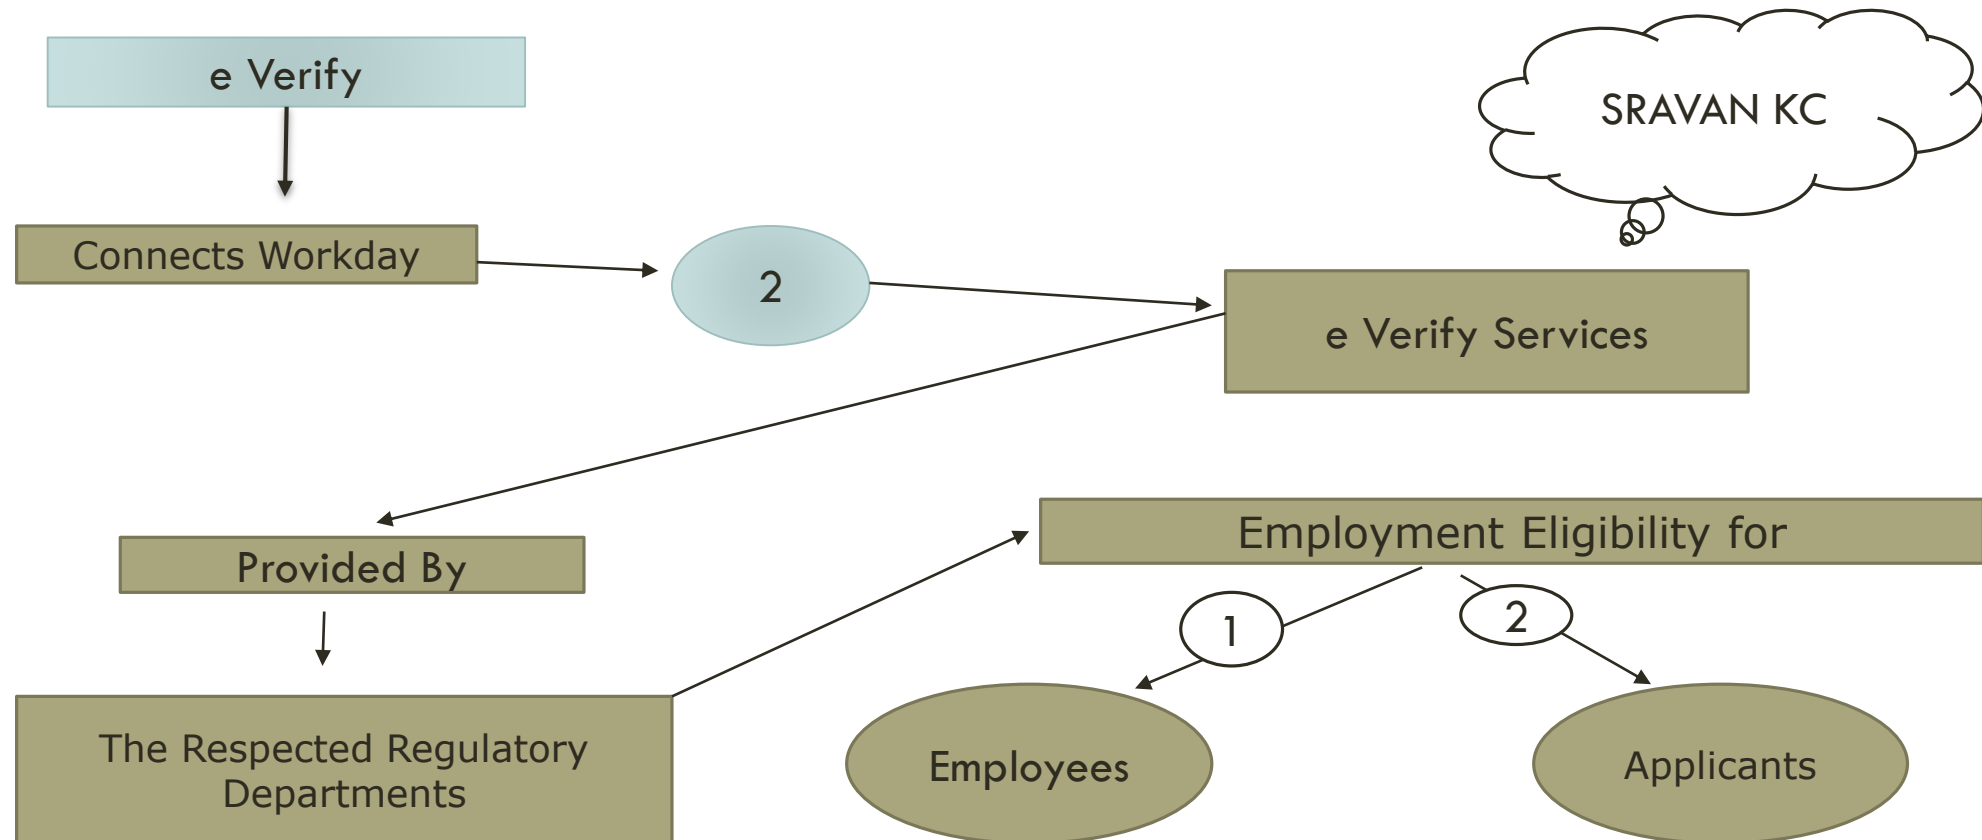 e Verify
SRAVAN KC
Connects Workday
2
e Verify Services
Provided By
Employment Eligibility for
1
2
The Respected Regulatory
Departments
Employees
Applicants